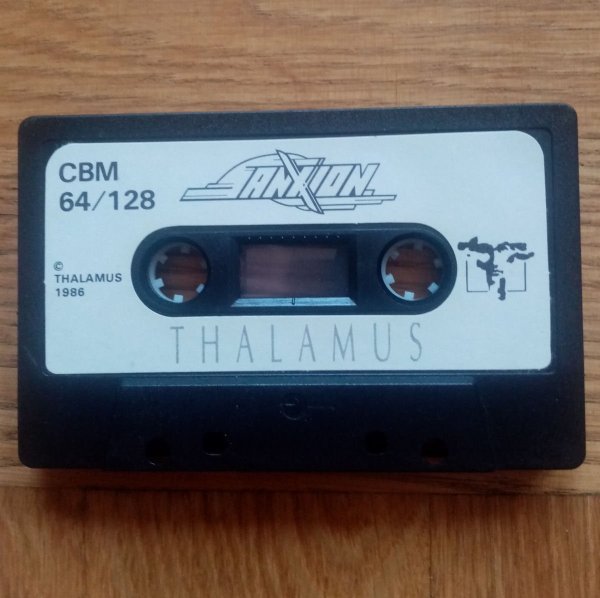 CBM
64/128
SANXION
©
THALAMUS
1986
THALAMUS